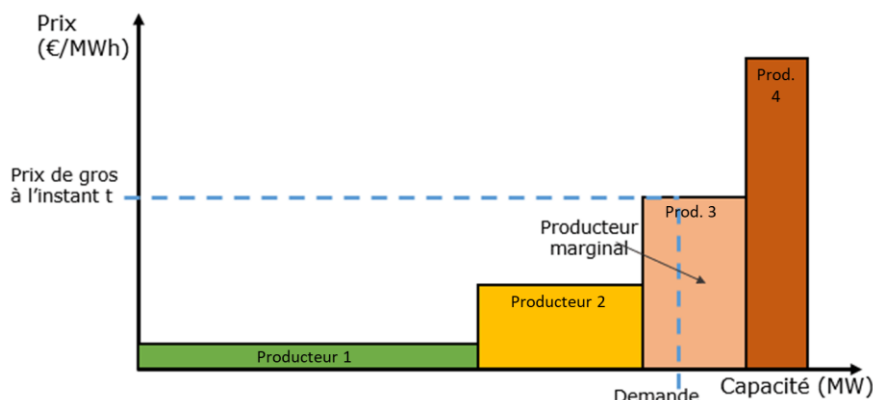 Prix
(€/MWh)
Prod.
4
Prix de gros
à l'instant t
Prod. 3
Producteur
marginal
Producteur 2
Producteur 1
Demande
Capacité (MW)